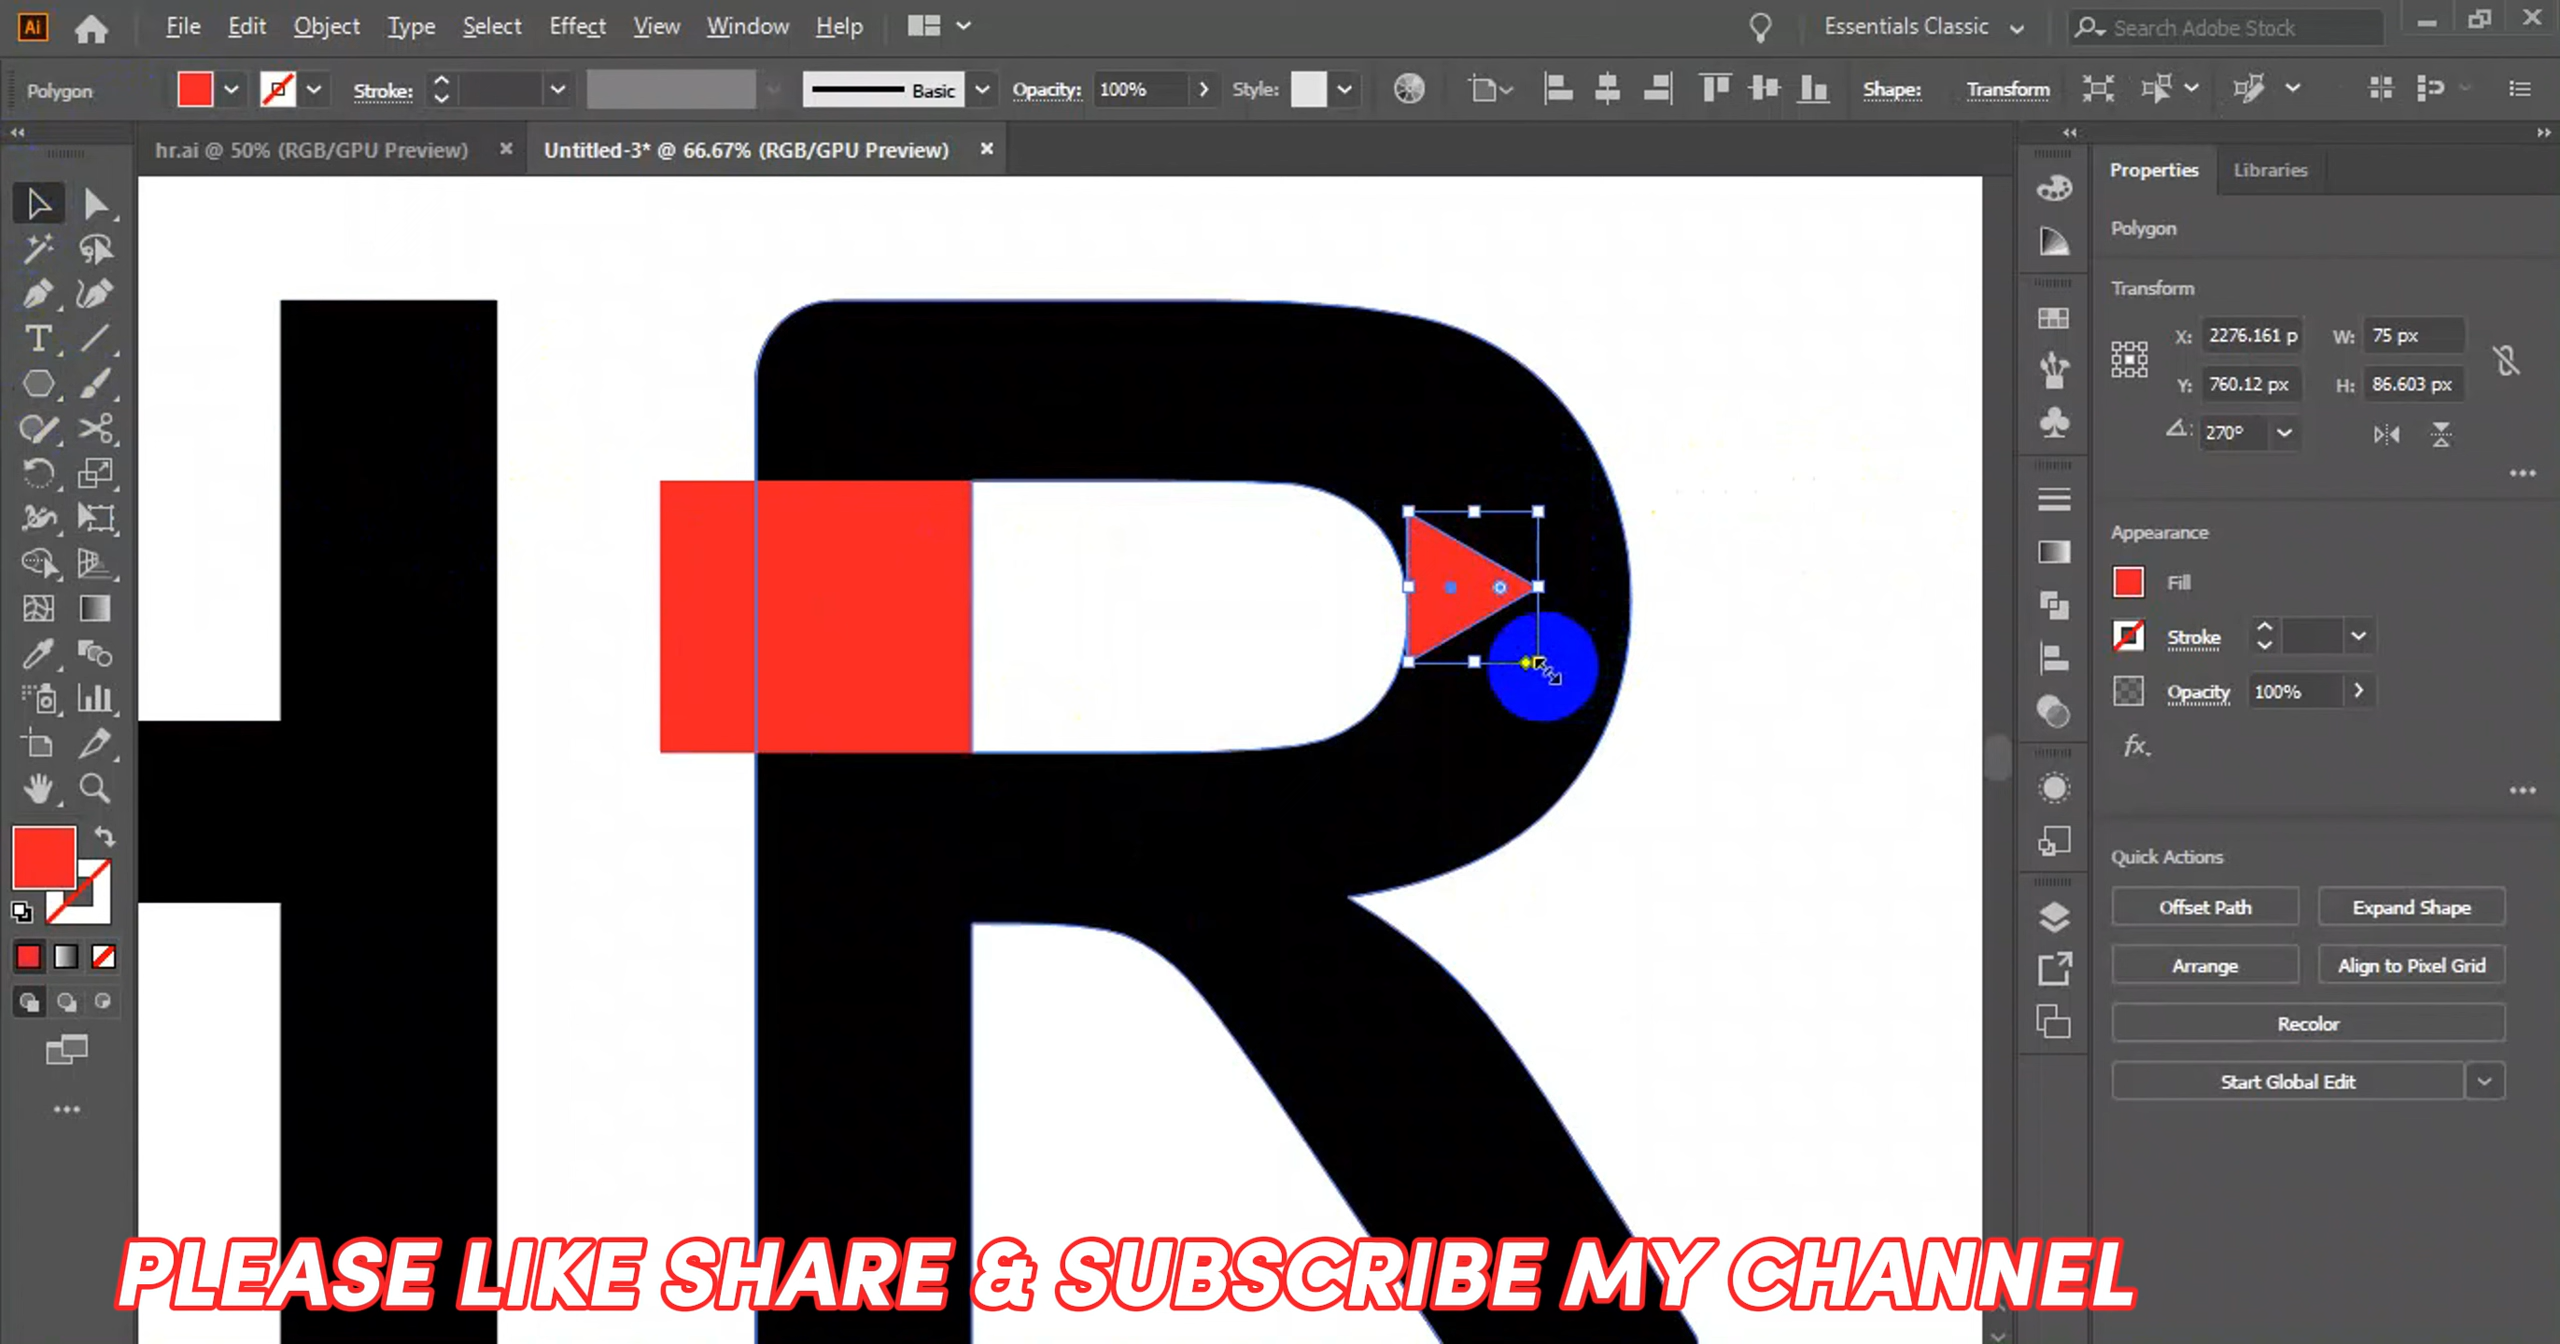 Ai File Edit Object Type Select Effect View Window Help Essentials Classic Search Adobe Stock
Polygon Stroke: Basic Opacity: 100% Style: Shape: Transform
hr.ai @ 50% (RGB/GPU Preview) Untitled-3* @ 66.67% (RGB/GPU Preview)
Properties Libraries
Polygon
Transform
X: 2276.161 p W: 75 px
Y: 760.12 px H: 86.603 px
270°
Appearance
Fill
Stroke
Opacity 100%
fx.
Quick Actions
Offset Path Expand Shape
Arrange Align to Pixel Grid
Recolor
Start Global Edit
HR
PLEASE LIKE SHARE & SUBSCRIBE MY CHANNEL